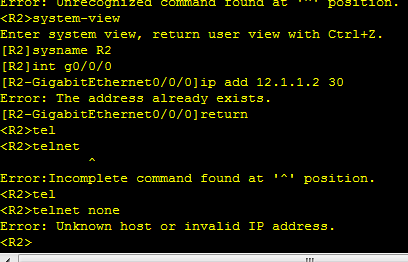 Error: Unrecognized command found at '^' position.
<R2>system-view
Enter system view, return user view with Ctrl+Z.
[R2]sysname R2
[R2]int g0/0/0
[R2-GigabitEthernet0/0/0]ip add 12.1.1.2 30
Error: The address already exists.
[R2-GigabitEthernet0/0/0]return
<R2>tel
<R2>telnet
^
Error:Incomplete command found at '^' position.
<R2>tel
<R2>telnet none
Error: Unknown host or invalid IP address.
<R2>